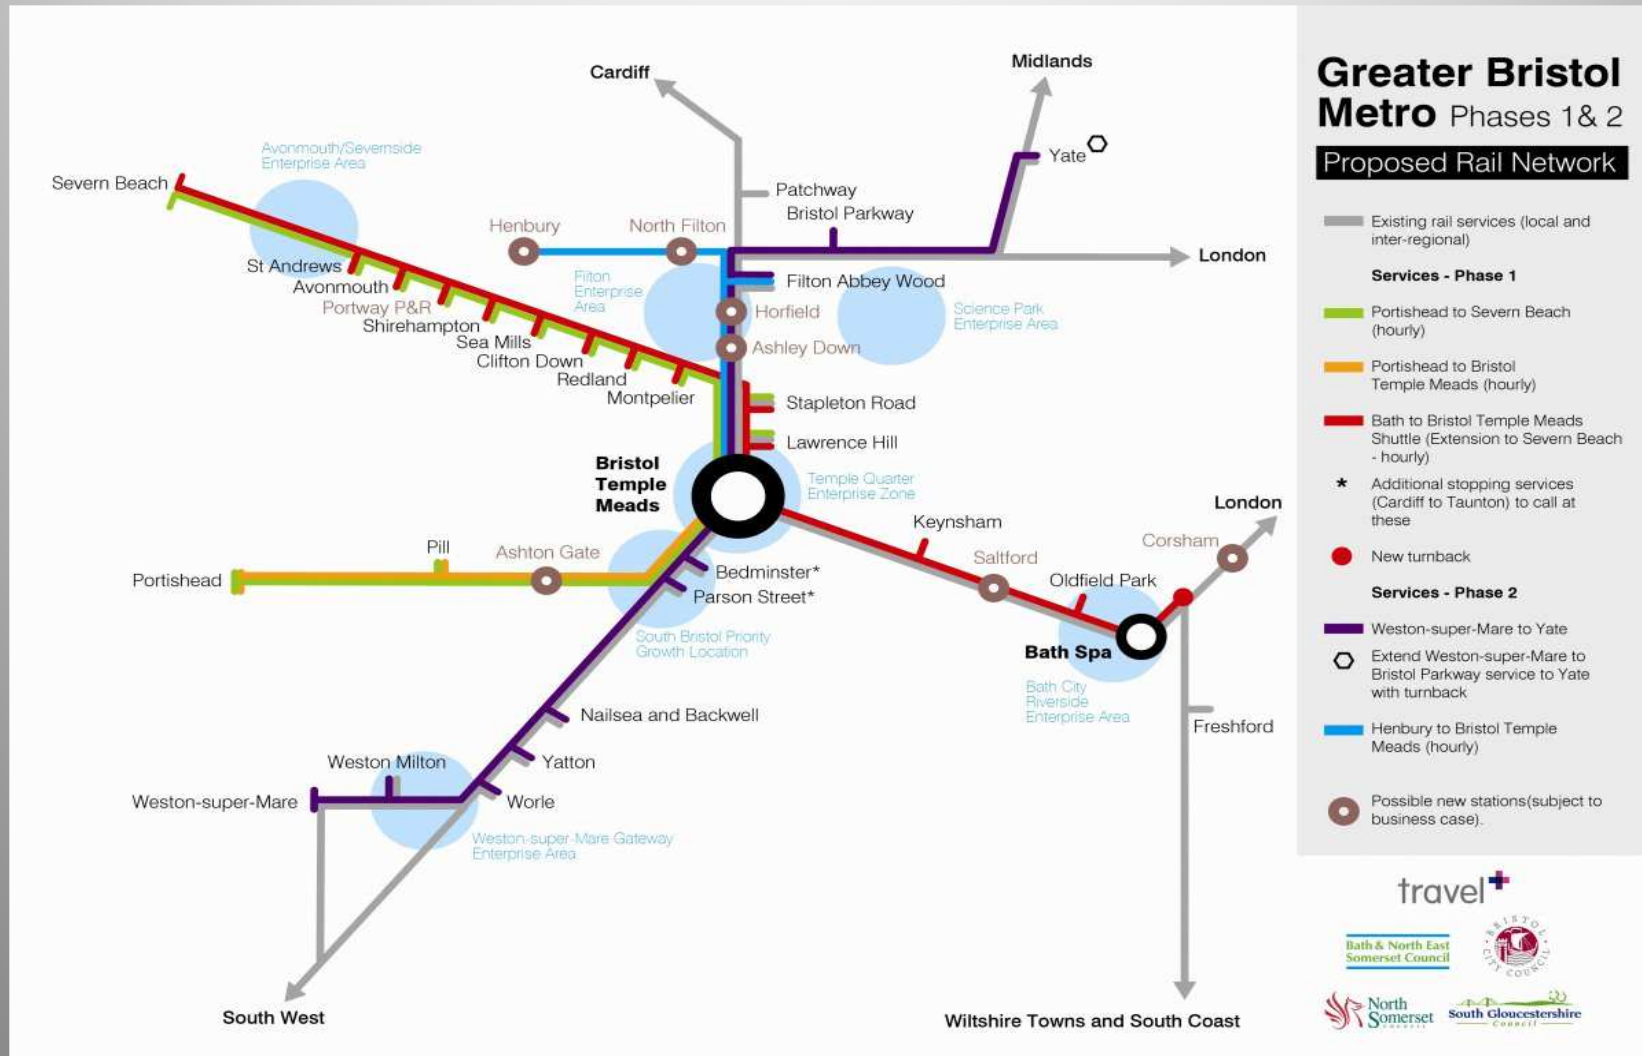 Cardiff
Midlands
Yate
Avonmouth/Severnside
Enterprise Area
Severn Beach
Patchway
Bristol Parkway
Henbury
North Filton
London
St Andrews
Avonmouth
Portway P&R
Shirehampton
Sea Mills
Clifton Down
Redland
Montpelier
Filton
Enterprise
Area
Filton Abbey Wood
Horfield
Ashley Down
Science Park
Enterprise Area
Stapleton Road
Lawrence Hill
Bristol
Temple
Meads
Temple Quarter
Enterprise Zone
London
Keynsham
Corsham
Saltford
Oldfield Park
Pill
Ashton Gate
Portishead
Bedminster*
Parson Street*
South Bristol Priority
Growth Location
Bath Spa
Bath City
Riverside
Enterprise Area
Freshford
Nailsea and Backwell
Yatton
Weston Milton
Weston-super-Mare
Worle
Weston-super-Mare Gateway
Enterprise Area
South West
Wiltshire Towns and South Coast
Greater Bristol
Metro Phases 1& 2
Proposed Rail Network
Existing rail services (local and
inter-regional)
Services - Phase 1
Portishead to Severn Beach
(hourly)
Portishead to Bristol
Temple Meads (hourly)
Bath to Bristol Temple Meads
Shuttle (Extension to Severn Beach
- hourly)
* Additional stopping services
(Cardiff to Taunton) to call at
these
New turnback
Services - Phase 2
Weston-super-Mare to Yate
Extend Weston-super-Mare to
Bristol Parkway service to Yate
with turnback
Henbury to Bristol Temple
Meads (hourly)
Possible new stations(subject to
business case).
travel+
Bath & North East
Somerset Council
BRISTOL
CITY COUNCIL
North
Somerset
COUNCIL
South Gloucestershire
Council